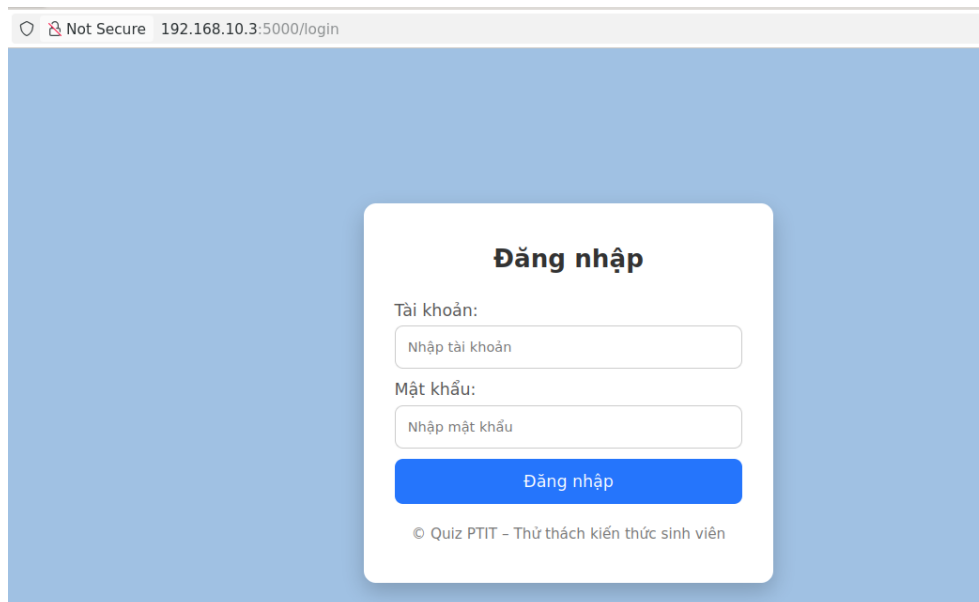 Not Secure 192.168.10.3:5000/login
Đăng nhập
Tài khoản:
Nhập tài khoản
Mật khẩu:
Nhập mật khẩu
Đăng nhập
© Quiz PTIT – Thử thách kiến thức sinh viên